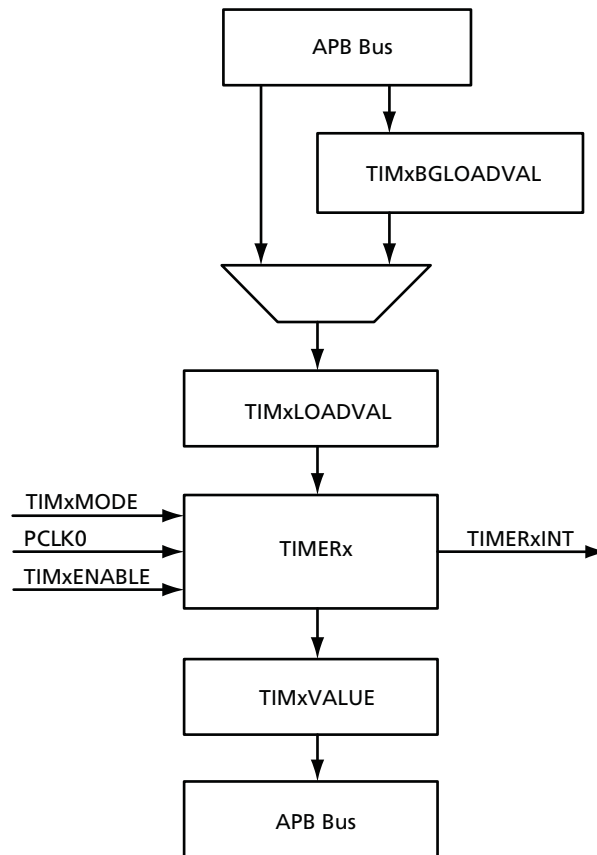 APB Bus
TIMxBGLOADVAL
TIMxLOADVAL
TIMxMODE
PCLK0
TIMxENABLE
TIMERx
TIMERxINT
TIMxVALUE
APB Bus